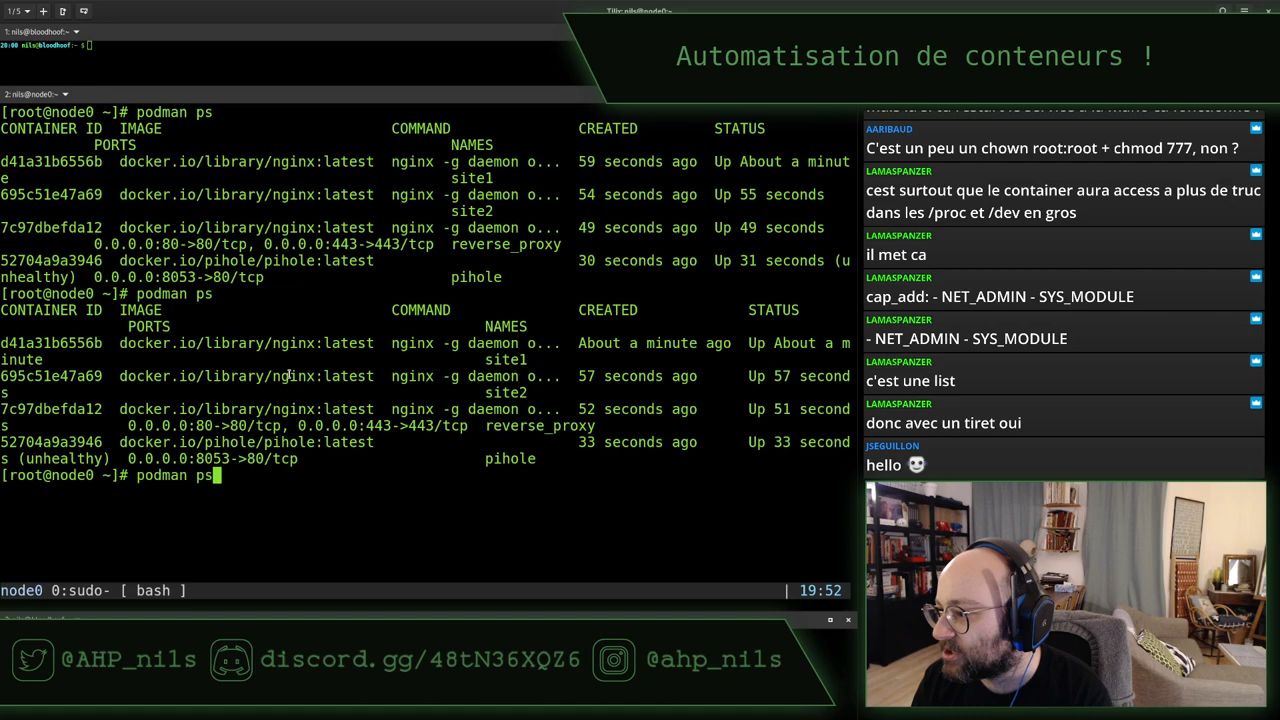 1/5
Tilix: nils@node0:~
1: nils@bloodhoof:~
20:00 nils@bloodhoof:~ $
Automatisation de conteneurs !
2: nils@node0:~
[root@node0 ~]# podman ps
CONTAINER ID  IMAGE                           COMMAND               CREATED         STATUS
PORTS                                     NAMES
d41a31b6556b  docker.io/library/nginx:latest  nginx -g daemon o...  59 seconds ago  Up About a minut
e                                                    site1
695c51e47a69  docker.io/library/nginx:latest  nginx -g daemon o...  54 seconds ago  Up 55 seconds
site2
7c97dbefda12  docker.io/library/nginx:latest  nginx -g daemon o...  49 seconds ago  Up 49 seconds
0.0.0.0:80->80/tcp, 0.0.0.0:443->443/tcp  reverse_proxy
52704a9a3946  docker.io/pihole/pihole:latest                        30 seconds ago  Up 31 seconds (u
nhealthy)  0.0.0.0:8053->80/tcp                      pihole
[root@node0 ~]# podman ps
CONTAINER ID  IMAGE                           COMMAND               CREATED             STATUS
PORTS                                     NAMES
d41a31b6556b  docker.io/library/nginx:latest  nginx -g daemon o...  About a minute ago  Up About a m
inute                                                    site1
695c51e47a69  docker.io/library/nginx:latest  nginx -g daemon o...  57 seconds ago      Up 57 second
s                                                        site2
7c97dbefda12  docker.io/library/nginx:latest  nginx -g daemon o...  52 seconds ago      Up 51 second
s              0.0.0.0:80->80/tcp, 0.0.0.0:443->443/tcp  reverse_proxy
52704a9a3946  docker.io/pihole/pihole:latest                        33 seconds ago      Up 33 second
s (unhealthy)  0.0.0.0:8053->80/tcp                      pihole
[root@node0 ~]# podman ps
node0 0:sudo- [ bash ] | 19:52
AARIBAUD
C'est un peu un chown root:root + chmod 777, non ?
LAMASPANZER
cest surtout que le container aura access a plus de truc
dans les /proc et /dev en gros
LAMASPANZER
il met ca
LAMASPANZER
cap_add: - NET_ADMIN - SYS_MODULE
LAMASPANZER
- NET_ADMIN - SYS_MODULE
LAMASPANZER
c'est une list
LAMASPANZER
donc avec un tiret oui
JSEGUILLON
hello
@AHP_nils
discord.gg/48tN36XQZ6
@ahp_nils